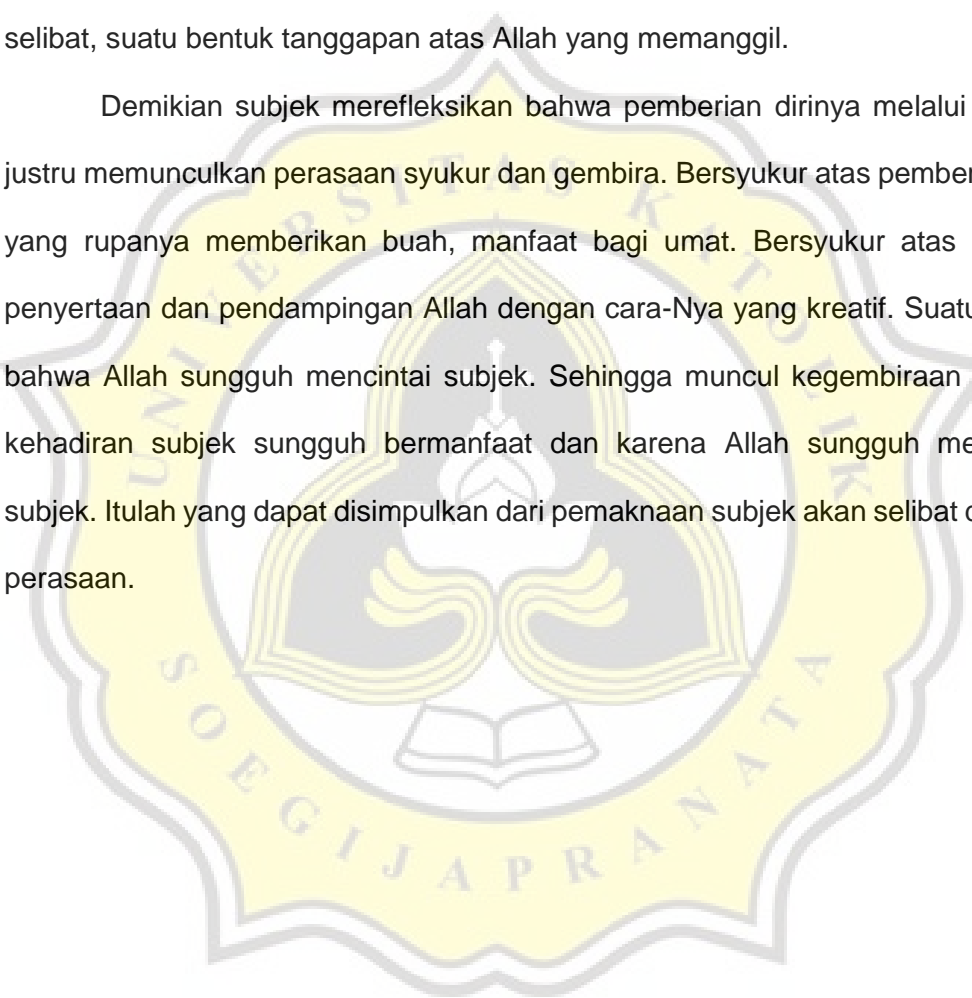 selibat, suatu bentuk tanggapan atas Allah yang memanggil.
Demikian subjek merefleksikan bahwa pemberian dirinya melalui
justru memunculkan perasaan syukur dan gembira. Bersyukur atas
yang rupanya memberikan buah, manfaat bagi umat. Bersyukur atas
penyertaan dan pendampingan Allah dengan cara-Nya yang kreatif. Suatu
bahwa Allah sungguh mencintai subjek. Sehingga muncul kegembiraan
kehadiran subjek sungguh bermanfaat dan karena Allah sungguh
subjek. Itulah yang dapat disimpulkan dari pemaknaan subjek akan selibat
perasaan.
UNIVERSITAS KATOLIK
SOEGIJAPRANATA